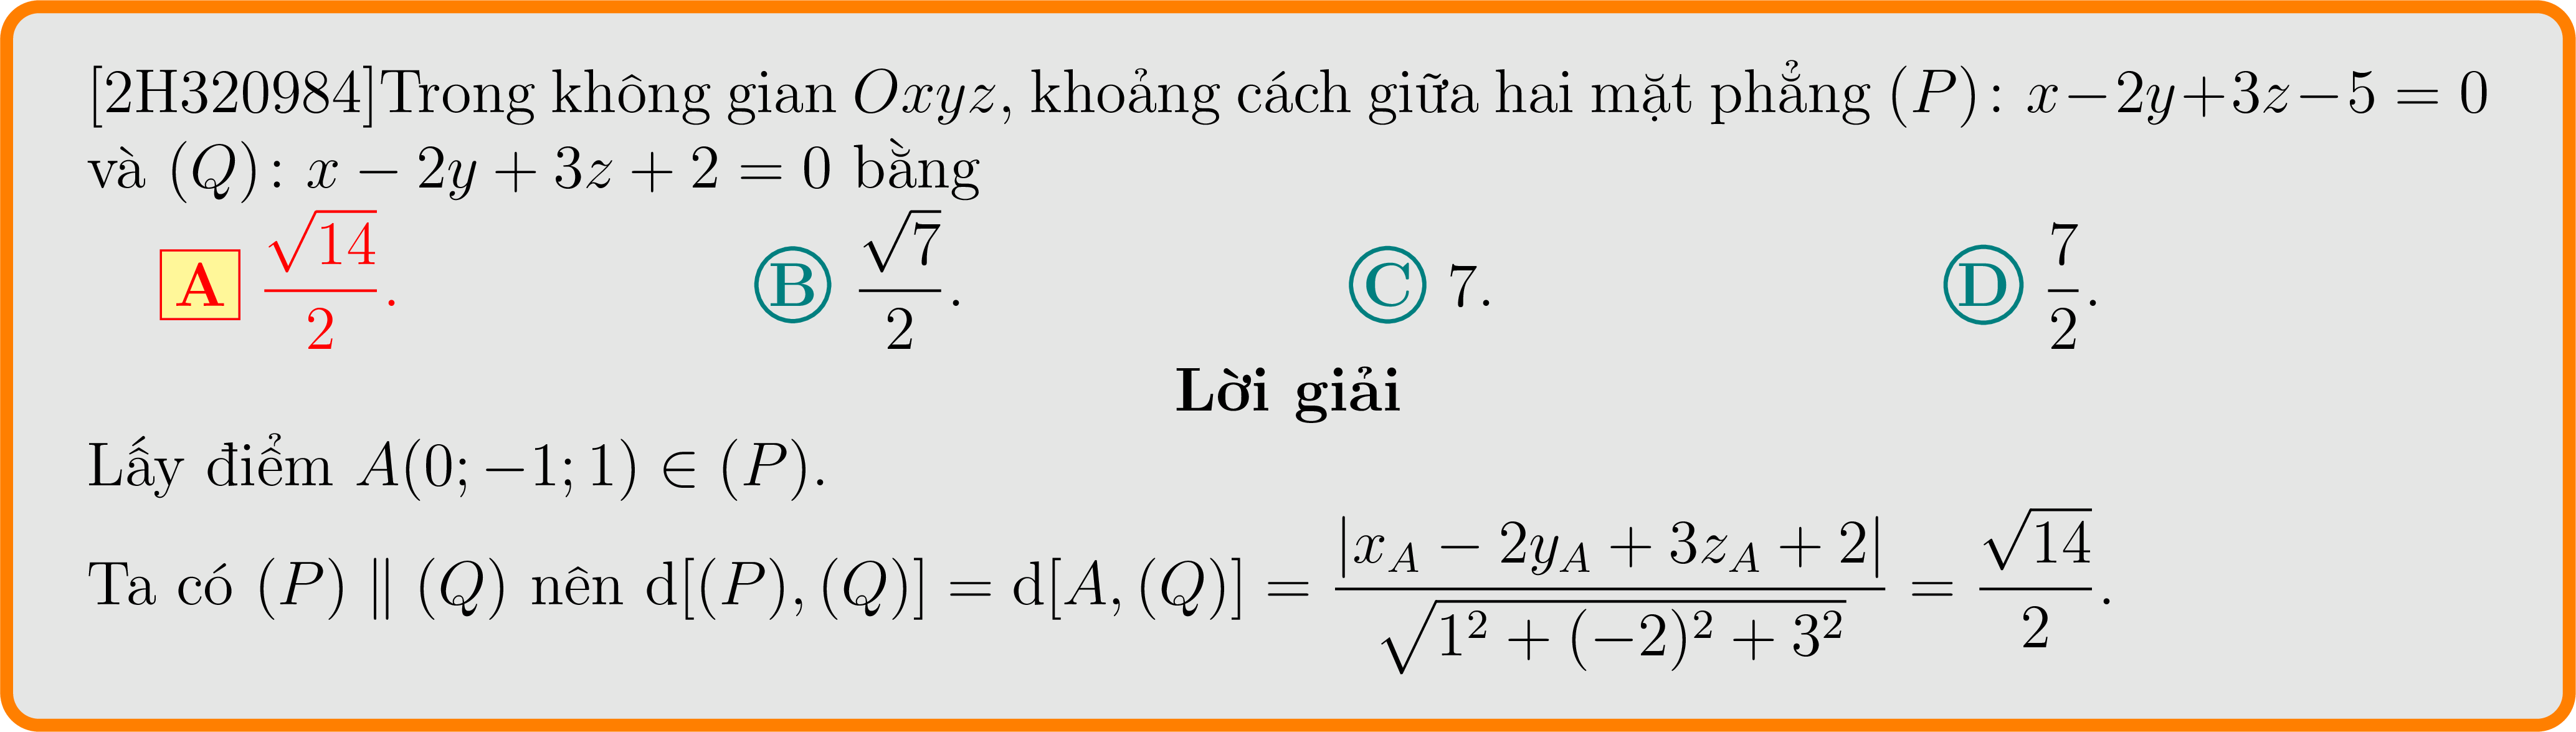 [2H320984]Trong không gian $Oxyz$, khoảng cách giữa hai mặt phẳng $(P)\colon x-2y+3z-5=0$
và $(Q)\colon x-2y+3z+2=0$ bằng
A $\frac{\sqrt{14}}{2}$. B $\frac{\sqrt{7}}{2}$. C 7. D $\frac{7}{2}$.
Lời giải
Lấy điểm $A(0;-1;1)\in(P)$.
Ta có $(P)\parallel(Q)$ nên $\mathrm{d}[(P),(Q)]=\mathrm{d}[A,(Q)]=\frac{|x_A-2y_A+3z_A+2|}{\sqrt{1^2+(-2)^2+3^2}}=\frac{\sqrt{14}}{2}$.